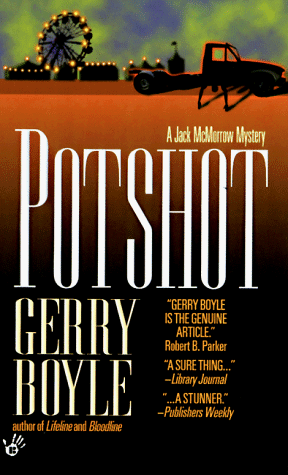 A Jack McMorrow Mystery
POTSHOT
GERRY
BOYLE
author of Lifeline and Bloodline
"GERRY BOYLE
IS THE GENUINE
ARTICLE."
Robert B. Parker
"A SURE THING..."
—Library Journal
"...A STUNNER."
—Publishers Weekly